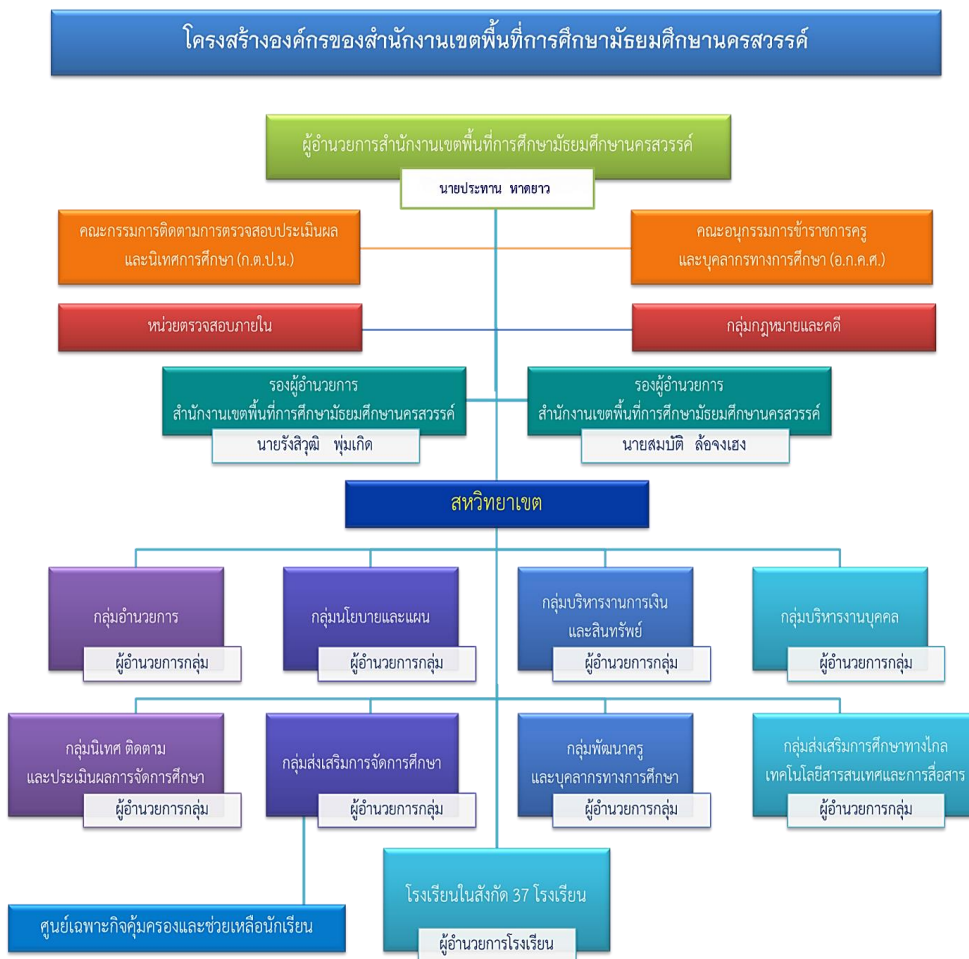 โครงสร้างองค์กรของสำนักงานเขตพื้นที่การศึกษามัธยมศึกษานครสวรรค์
ผู้อำนวยการสำนักงานเขตพื้นที่การศึกษามัธยมศึกษานครสวรรค์
นายประทาน หาดยาว
คณะกรรมการติดตามการตรวจสอบประเมินผล
และนิเทศการศึกษา (ก.ต.ป.น.)
คณะอนุกรรมการข้าราชการครู
และบุคลากรทางการศึกษา (อ.ก.ค.ศ.)
หน่วยตรวจสอบภายใน
กลุ่มกฎหมายและคดี
รองผู้อำนวยการ
สำนักงานเขตพื้นที่การศึกษามัธยมศึกษานครสวรรค์
นายรังสิวุฒิ พุ่มเกิด
รองผู้อำนวยการ
สำนักงานเขตพื้นที่การศึกษามัธยมศึกษานครสวรรค์
นายสมบัติ ล้อจงเฮง
สหวิทยาเขต
กลุ่มอำนวยการ
ผู้อำนวยการกลุ่ม
กลุ่มนโยบายและแผน
ผู้อำนวยการกลุ่ม
กลุ่มบริหารงานการเงิน
และสินทรัพย์
ผู้อำนวยการกลุ่ม
กลุ่มบริหารงานบุคคล
ผู้อำนวยการกลุ่ม
กลุ่มนิเทศ ติดตาม
และประเมินผลการจัดการศึกษา
ผู้อำนวยการกลุ่ม
กลุ่มส่งเสริมการจัดการศึกษา
ผู้อำนวยการกลุ่ม
กลุ่มพัฒนาครู
และบุคลากรทางการศึกษา
ผู้อำนวยการกลุ่ม
กลุ่มส่งเสริมการศึกษาทางไกล
เทคโนโลยีสารสนเทศและการสื่อสาร
ผู้อำนวยการกลุ่ม
ศูนย์เฉพาะกิจคุ้มครองและช่วยเหลือนักเรียน
โรงเรียนในสังกัด 37 โรงเรียน
ผู้อำนวยการโรงเรียน